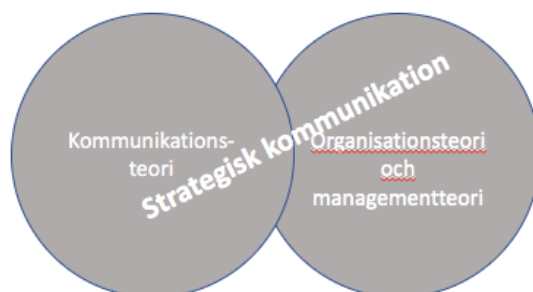 Strategisk kommunikation
Kommunikations-
teori
Organisationsteori
och
managementteori